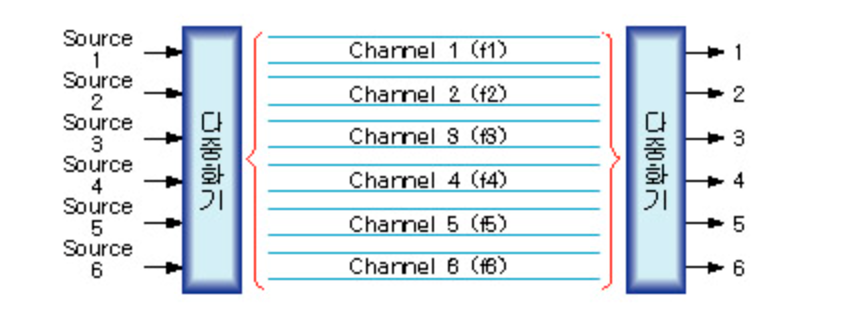 Source
1
Source
2
Source
3
Source
4
Source
5
Source
6
다중화기
Channel 1 (f1)
Channel 2 (f2)
Channel 3 (f3)
Channel 4 (f4)
Channel 5 (f5)
Channel 6 (f6)
다중화기
1
2
3
4
5
6